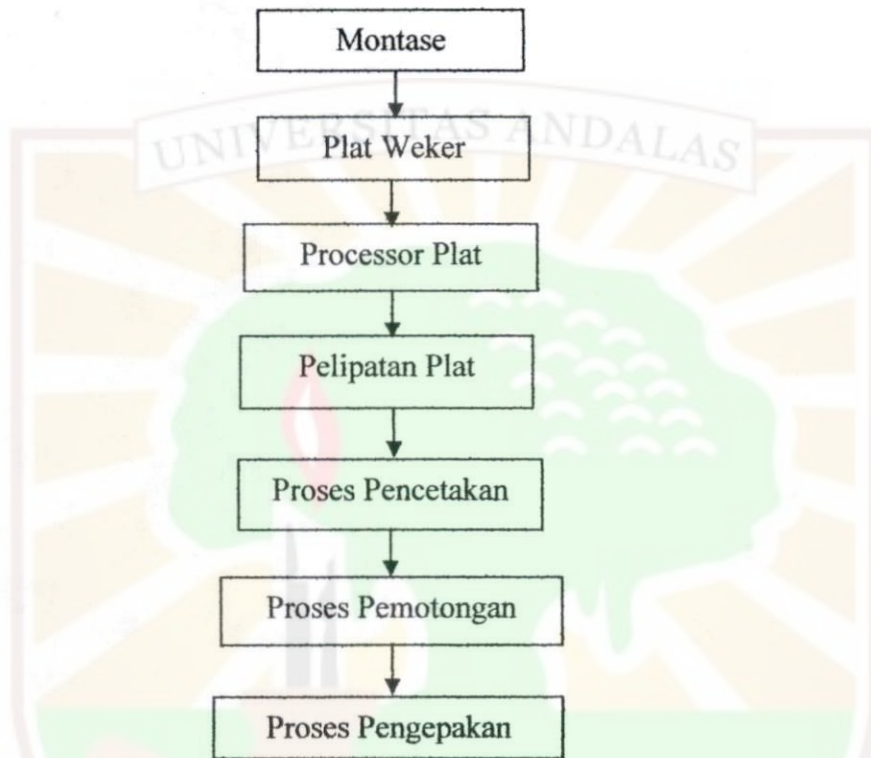 Montase
UNIVERSITAS ANDALAS
Plat Weker
Processor Plat
Pelipatan Plat
Proses Pencetakan
Proses Pemotongan
Proses Pengepakan